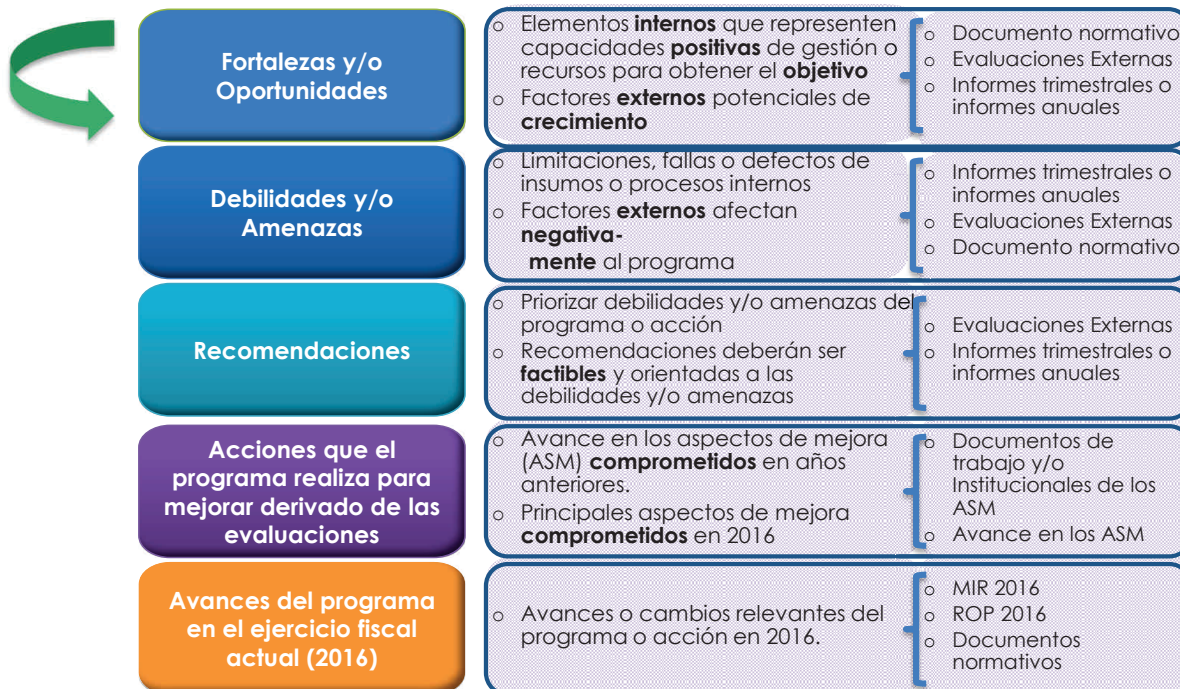 Fortalezas y/o
Oportunidades
o Elementos internos que representen
capacidades positivas de gestión o
recursos para obtener el objetivo
o Factores externos potenciales de
crecimiento
o Documento normativo
o Evaluaciones Externas
o Informes trimestrales o
informes anuales
Debilidades y/o
Amenazas
o Limitaciones, fallas o defectos de
insumos o procesos internos
o Factores externos afectan
negativa-
mente al programa
o Informes trimestrales o
informes anuales
o Evaluaciones Externas
o Documento normativo
Recomendaciones
o Priorizar debilidades y/o amenazas del
programa o acción
o Recomendaciones deberán ser
factibles y orientadas a las
debilidades y/o amenazas
o Evaluaciones Externas
o Informes trimestrales o
informes anuales
Acciones que el
programa realiza para
mejorar derivado de las
evaluaciones
o Avance en los aspectos de mejora
(ASM) comprometidos en años
anteriores.
o Principales aspectos de mejora
comprometidos en 2016
o Documentos de
trabajo y/o
Institucionales de los
ASM
o Avance en los ASM
Avances del programa
en el ejercicio fiscal
actual (2016)
o Avances o cambios relevantes del
programa o acción en 2016.
o MIR 2016
o ROP 2016
o Documentos
normativos